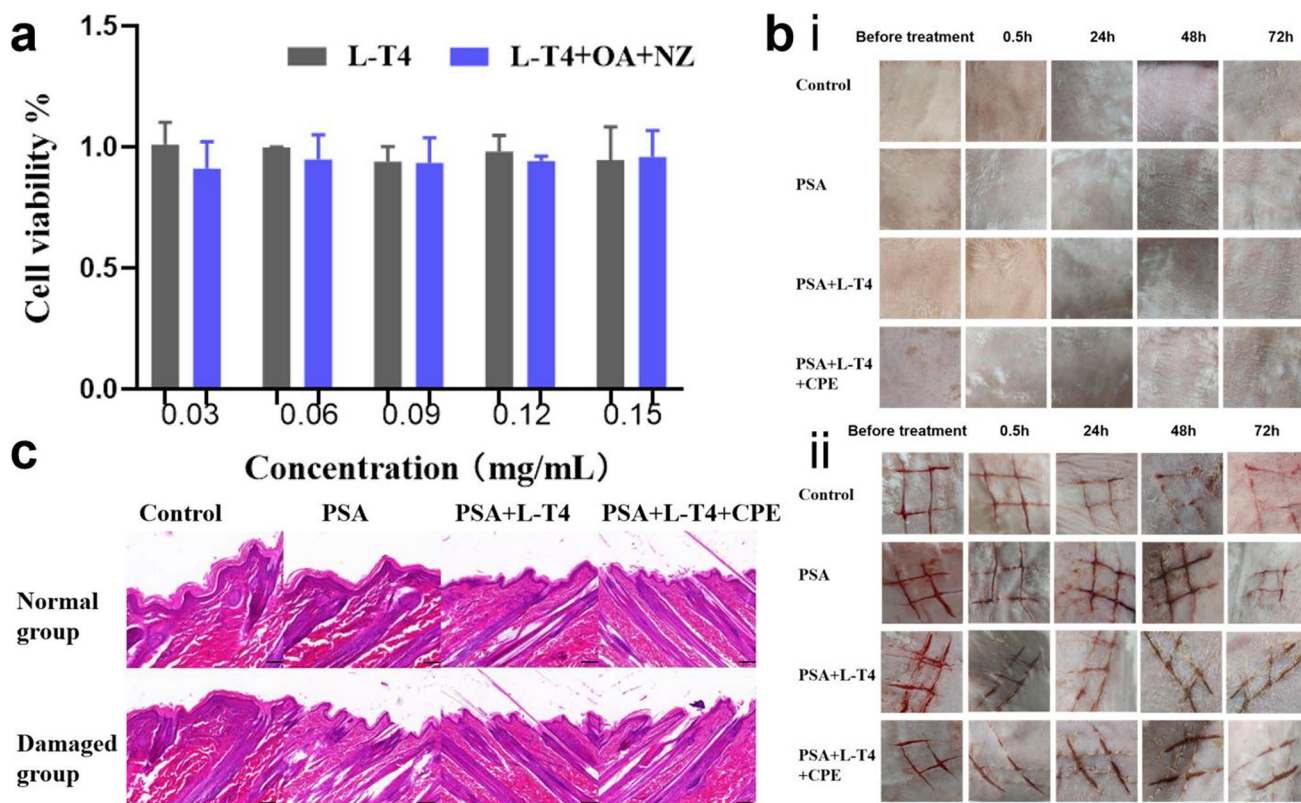 a
Cell viability %
1.5
1.0
0.5
0.0
L-T4 L-T4+OA+NZ
0.03 0.06 0.09 0.12 0.15
Concentration (mg/mL)
b i
Before treatment 0.5h 24h 48h 72h
Control
PSA
PSA+L-T4
PSA+L-T4
+CPE
ii
Before treatment 0.5h 24h 48h 72h
Control
PSA
PSA+L-T4
PSA+L-T4
+CPE
c
Control PSA PSA+L-T4 PSA+L-T4+CPE
Normal
group
Damaged
group